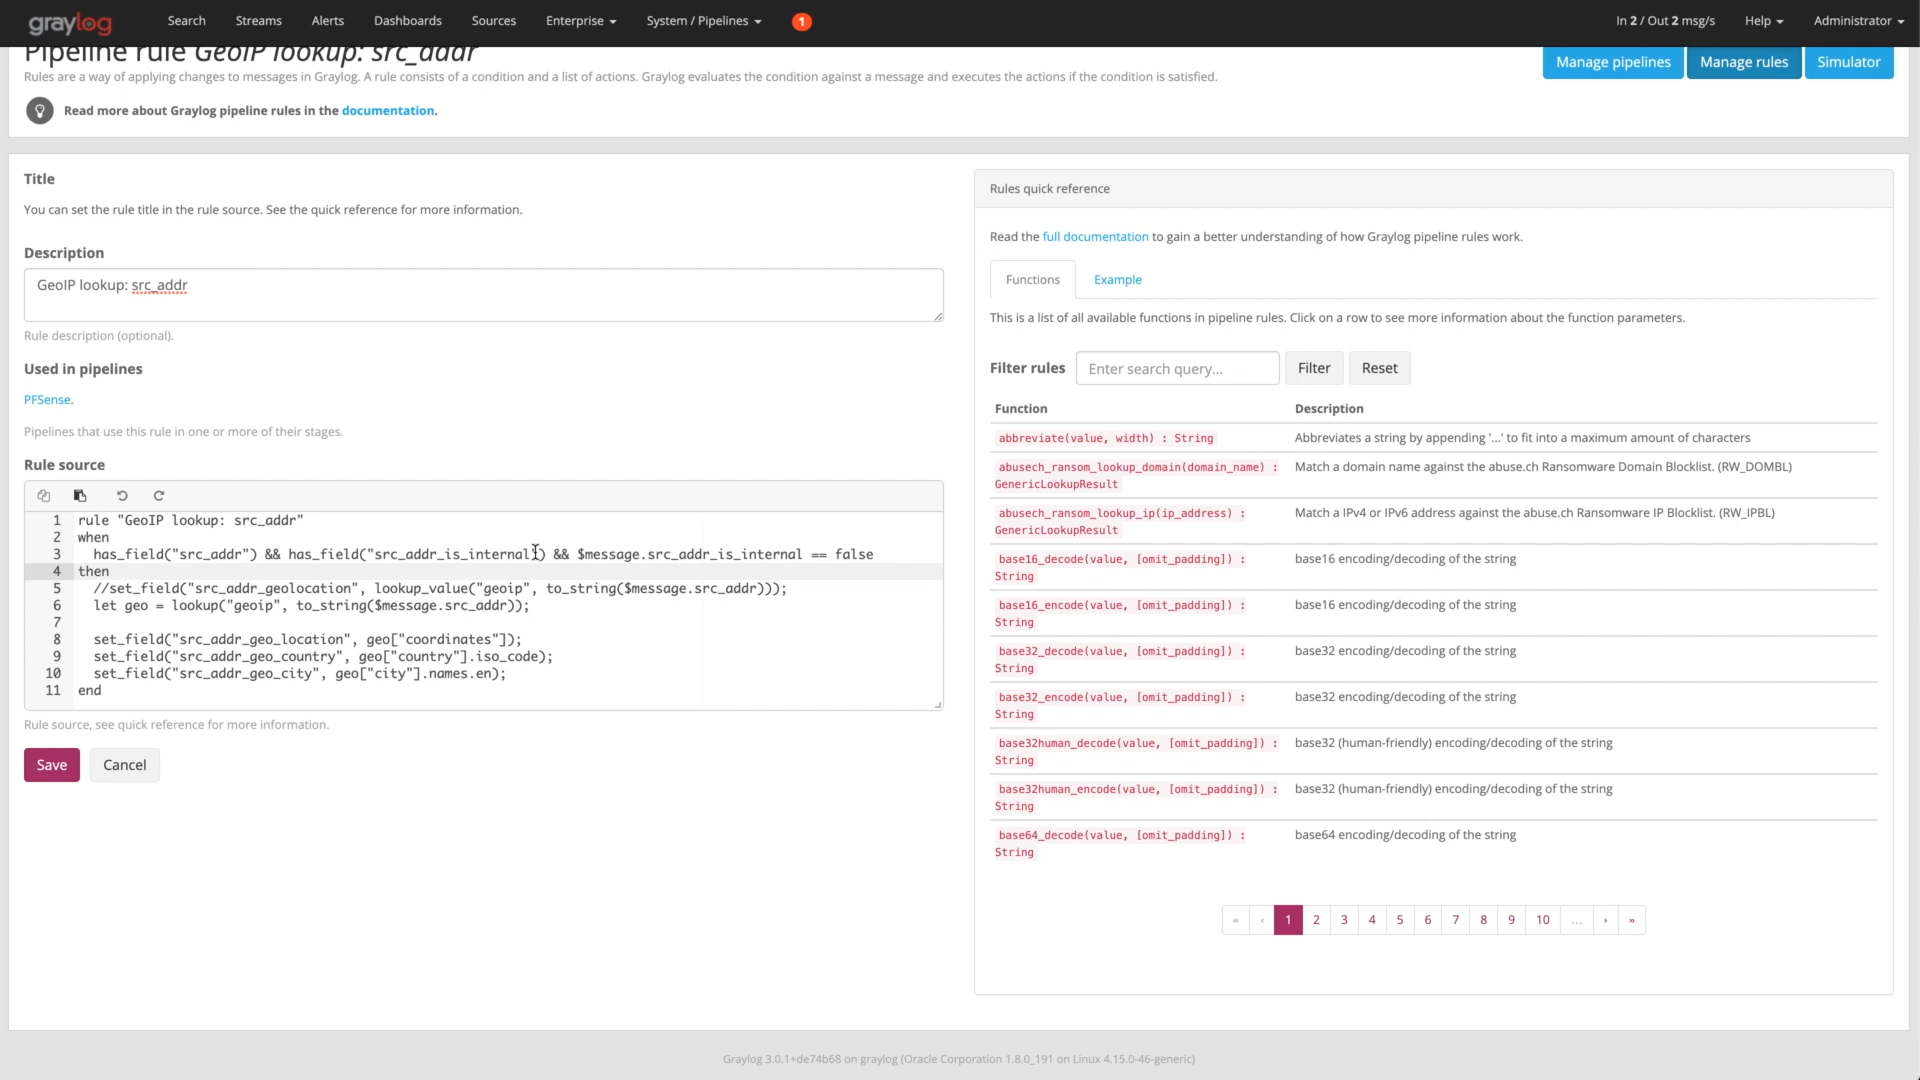 graylog
Search
Streams
Alerts
Dashboards
Sources
Enterprise
System / Pipelines
1
In 2 / Out 2 msg/s
Help
Administrator
Pipeline rule GeoIP lookup: src_addr
Rules are a way of applying changes to messages in Graylog. A rule consists of a condition and a list of actions. Graylog evaluates the condition against a message and executes the actions if the condition is satisfied.
Manage pipelines
Manage rules
Simulator
Read more about Graylog pipeline rules in the documentation.
Title
You can set the rule title in the rule source. See the quick reference for more information.
Description
GeoIP lookup: src_addr
Rule description (optional).
Used in pipelines
PFSense.
Pipelines that use this rule in one or more of their stages.
Rule source
1 rule "GeoIP lookup: src_addr"
2 when
3 has_field("src_addr") && has_field("src_addr_is_internal") && $message.src_addr_is_internal == false
4 then
5 //set_field("src_addr_geolocation", lookup_value("geoip", to_string($message.src_addr)));
6 let geo = lookup("geoip", to_string($message.src_addr));
7
8 set_field("src_addr_geo_location", geo["coordinates"]);
9 set_field("src_addr_geo_country", geo["country"].iso_code);
10 set_field("src_addr_geo_city", geo["city"].names.en);
11 end
Rule source, see quick reference for more information.
Save
Cancel
Rules quick reference
Read the full documentation to gain a better understanding of how Graylog pipeline rules work.
Functions
Example
This is a list of all available functions in pipeline rules. Click on a row to see more information about the function parameters.
Filter rules
Enter search query...
Filter
Reset
Function Description
abbreviate(value, width) : String Abbreviates a string by appending '...' to fit into a maximum amount of characters
abusech_ransom_lookup_domain(domain_name) : Match a domain name against the abuse.ch Ransomware Domain Blocklist. (RW_DOMBL)
GenericLookupResult
abusech_ransom_lookup_ip(ip_address) : Match a IPv4 or IPv6 address against the abuse.ch Ransomware IP Blocklist. (RW_IPBL)
GenericLookupResult
base16_decode(value, [omit_padding]) : base16 encoding/decoding of the string
String
base16_encode(value, [omit_padding]) : base16 encoding/decoding of the string
String
base32_decode(value, [omit_padding]) : base32 encoding/decoding of the string
String
base32_encode(value, [omit_padding]) : base32 encoding/decoding of the string
String
base32human_decode(value, [omit_padding]) : base32 (human-friendly) encoding/decoding of the string
String
base32human_encode(value, [omit_padding]) : base32 (human-friendly) encoding/decoding of the string
String
base64_decode(value, [omit_padding]) : base64 encoding/decoding of the string
String
« ‹ 1 2 3 4 5 6 7 8 9 10 ... › »
Graylog 3.0.1+de74b68 on graylog (Oracle Corporation 1.8.0_191 on Linux 4.15.0-46-generic)